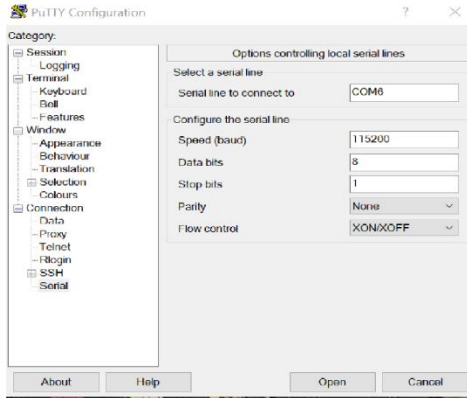 PuTTY Configuration
Category:
Session
Logging
Terminal
Keyboard
Bell
Features
Window
Appearance
Behaviour
Translation
Selection
Colours
Connection
Data
Proxy
Telnet
Rlogin
SSH
Serial
Options controlling local serial lines
Select a serial line
Serial line to connect to COM6
Configure the serial line
Speed (baud) 115200
Data bits 8
Stop bits 1
Parity None
Flow control XON/XOFF
About Help Open Cancel